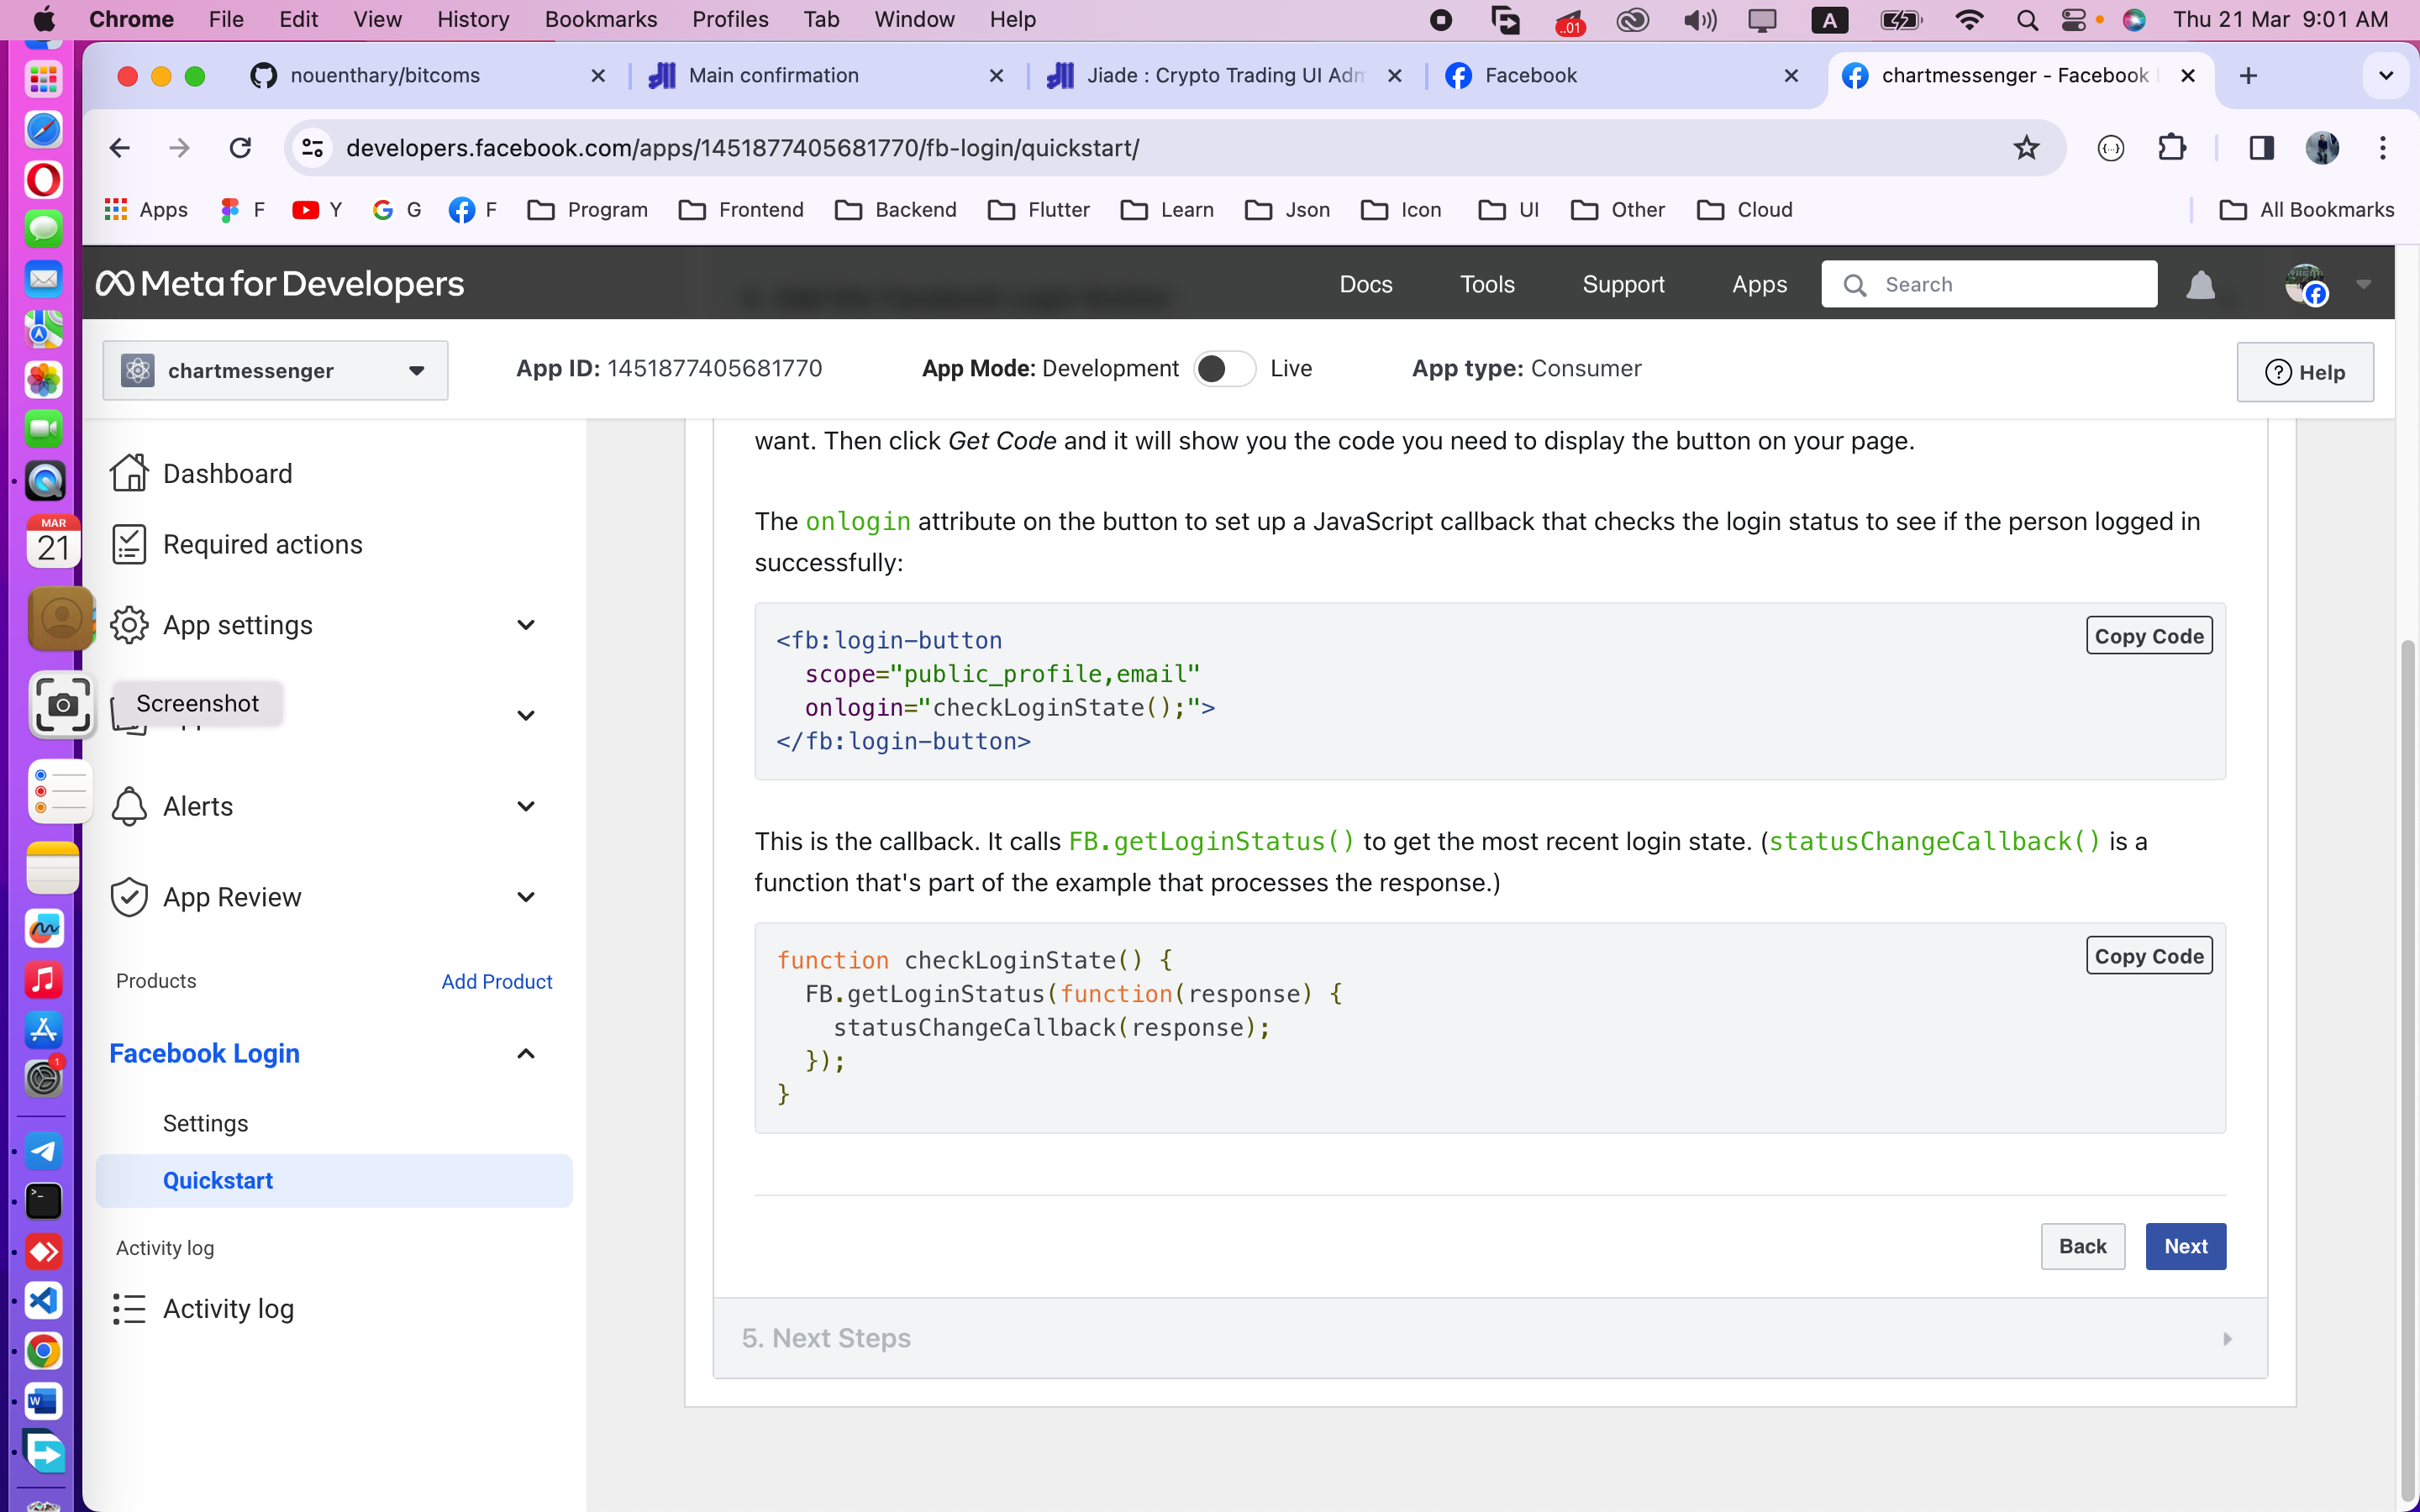 Chrome File Edit View History Bookmarks Profiles Tab Window Help ..01 A Thu 21 Mar 9:01 AM
nouenthary/bitcoms Main confirmation Jiade : Crypto Trading UI Adm Facebook chartmessenger - Facebook
developers.facebook.com/apps/1451877405681770/fb-login/quickstart/
Apps F Y G F Program Frontend Backend Flutter Learn Json Icon UI Other Cloud All Bookmarks
Meta for Developers Docs Tools Support Apps Search
chartmessenger App ID: 1451877405681770 App Mode: Development Live App type: Consumer Help
Dashboard
Required actions
App settings
Screenshot
Alerts
App Review
Products Add Product
Facebook Login
Settings
Quickstart
Activity log
Activity log
MAR
21
1
want. Then click Get Code and it will show you the code you need to display the button on your page.
The onlogin attribute on the button to set up a JavaScript callback that checks the login status to see if the person logged in
successfully:
Copy Code
<fb:login-button
scope="public_profile,email"
onlogin="checkLoginState();">
</fb:login-button>
This is the callback. It calls FB.getLoginStatus() to get the most recent login state. (statusChangeCallback() is a
function that's part of the example that processes the response.)
Copy Code
function checkLoginState() {
FB.getLoginStatus(function(response) {
statusChangeCallback(response);
});
}
Back Next
5. Next Steps